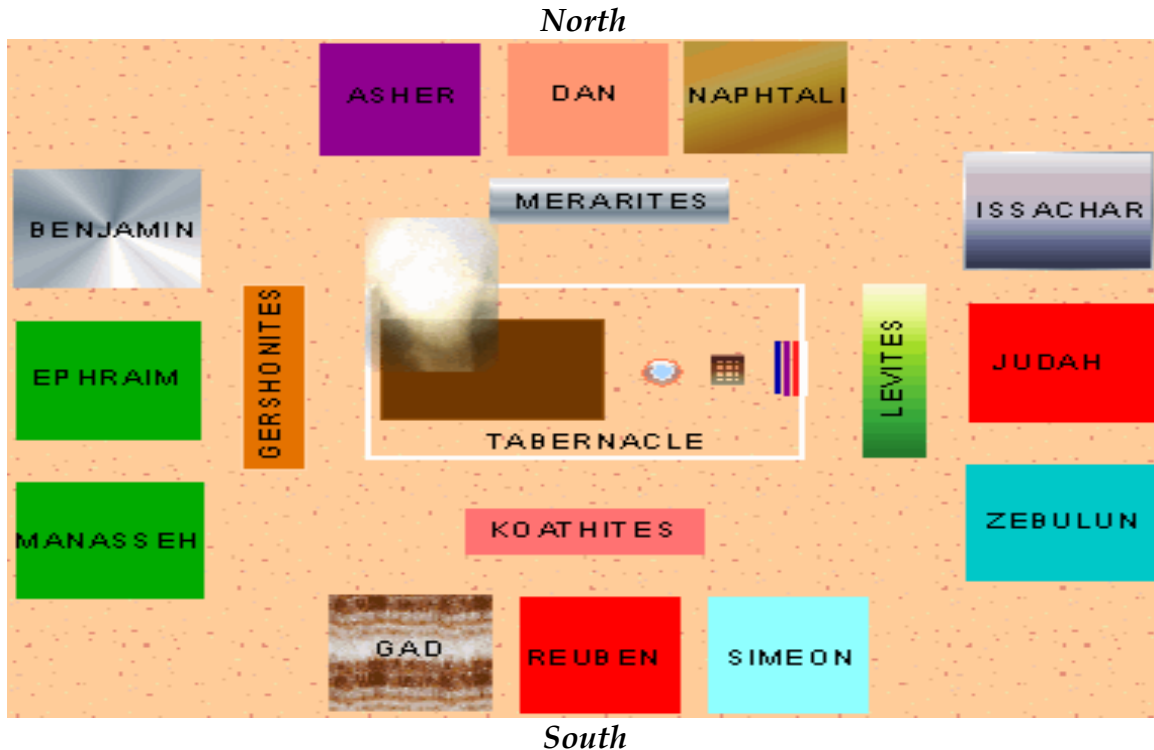 North
ASHER
DAN
NAPHTALI
MERARITES
BENJAMIN
ISSACHAR
GERSHONITES
LEVITES
EPHRAIM
JUDAH
TABERNACLE
MANASSEH
KOATHITES
ZEBULUN
GAD
REUBEN
SIMEON
South